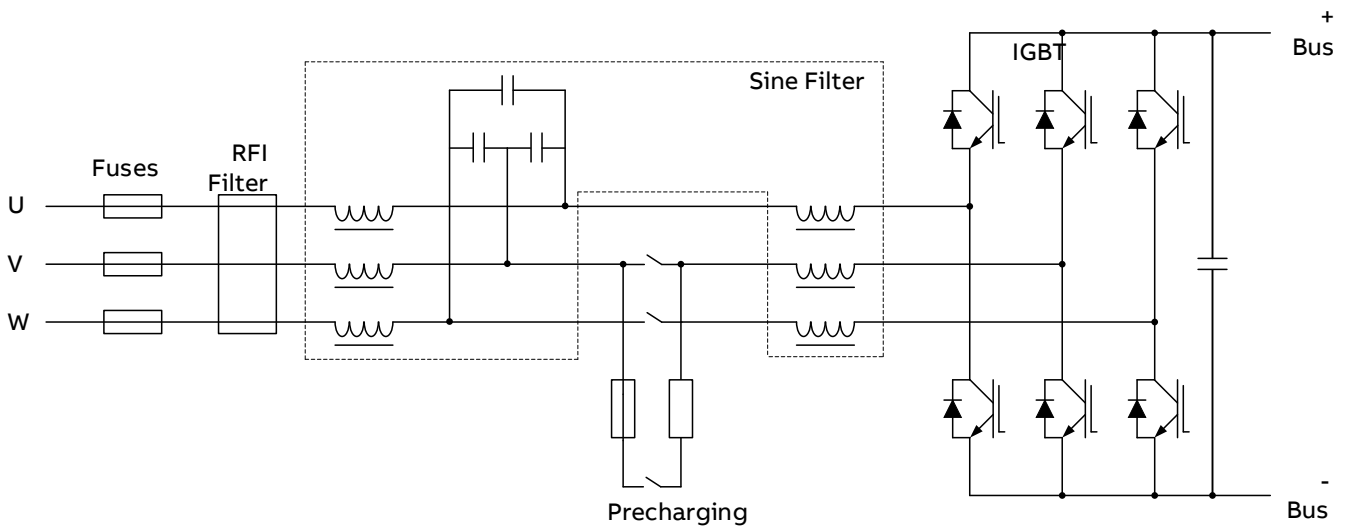 +
Bus
IGBT
Sine Filter
RFI
Filter
Fuses
U
V
W
Precharging
-
Bus